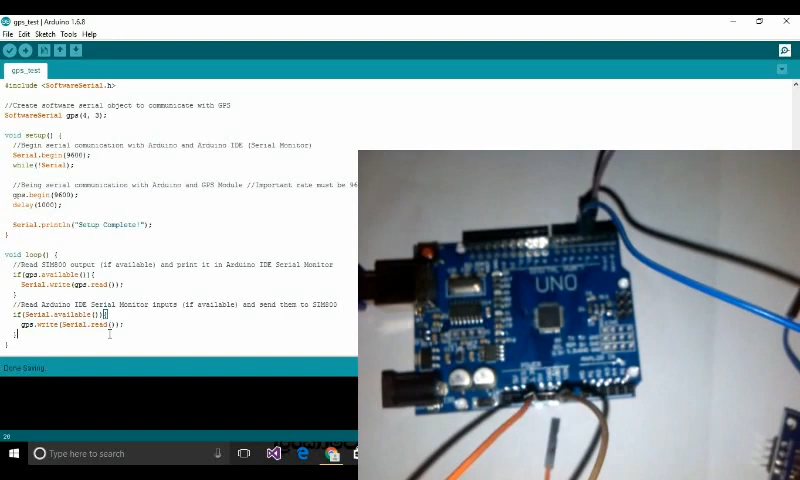 gps_test | Arduino 1.6.8
File Edit Sketch Tools Help
gps_test
#include <SoftwareSerial.h>
//Create software serial object to communicate with GPS
SoftwareSerial gps(4, 3);
void setup() {
//Begin serial comunication with Arduino and Arduino IDE (Serial Monitor)
Serial.begin(9600);
while(!Serial);
//Being serial communication with Arduino and GPS Module //Important rate must be 96
gps.begin(9600);
delay(1000);
Serial.println("Setup Complete!");
}
void loop() {
//Read SIM800 output (if available) and print it in Arduino IDE Serial Monitor
if(gps.available()){
Serial.write(gps.read());
}
//Read Arduino IDE Serial Monitor inputs (if available) and send them to SIM800
if(Serial.available()){
gps.write(Serial.read());
}
}
Done Saving.
20
Type here to search
UNO